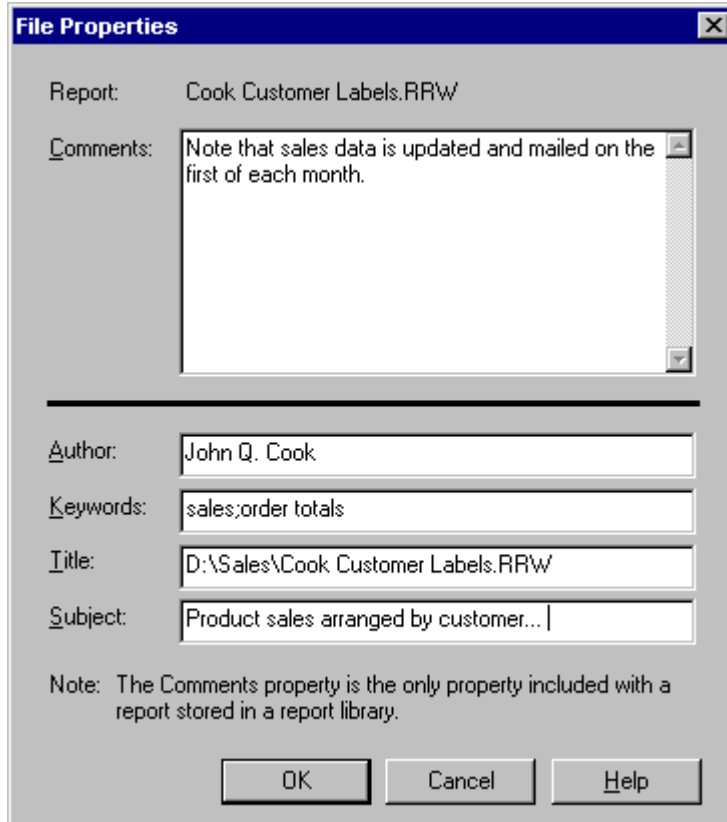 File Properties
Report: Cook Customer Labels.RRW
Comments: Note that sales data is updated and mailed on the
first of each month.
Author: John Q. Cook
Keywords: sales;order totals
Title: D:\Sales\Cook Customer Labels.RRW
Subject: Product sales arranged by customer...
Note: The Comments property is the only property included with a
report stored in a report library.
OK Cancel Help